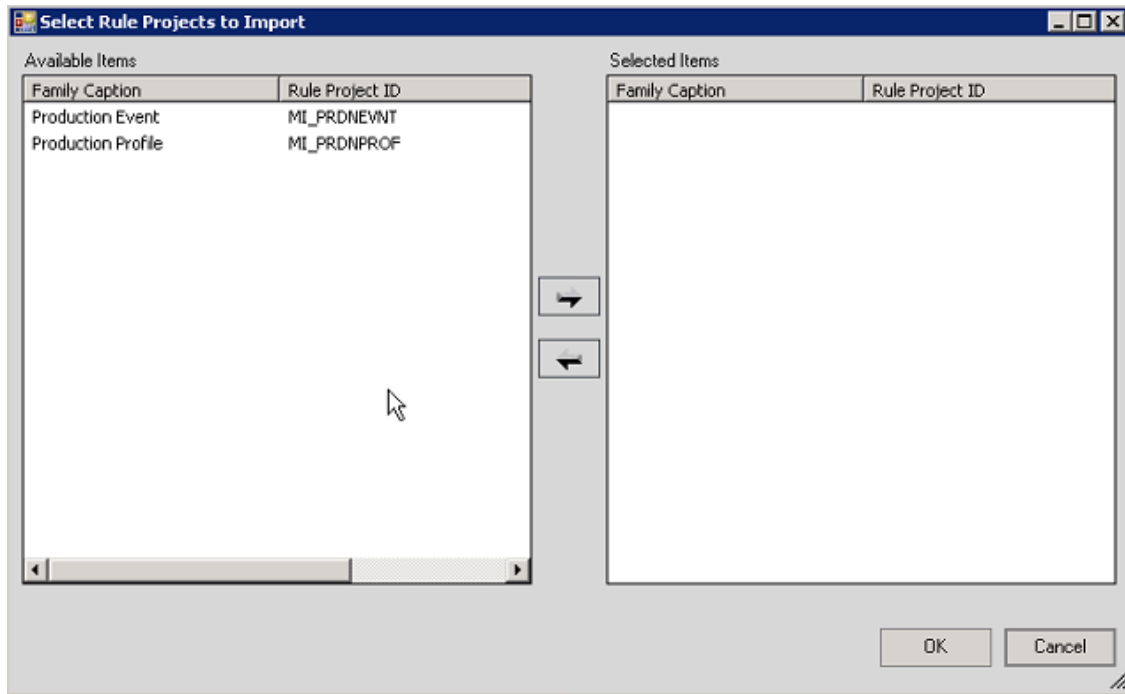 Select Rule Projects to Import
Available Items
Family Caption Rule Project ID
Production Event MI_PRDNEVNT
Production Profile MI_PRDNPROF
Selected Items
Family Caption Rule Project ID
OK Cancel